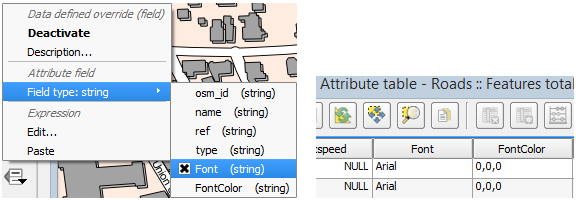 Data defined override (field)
Deactivate
Description...
Attribute field
Field type: string
Expression
Edit...
Paste
osm_id (string)
name (string)
ref (string)
type (string)
Font (string)
FontColor (string)
Union S
Attribute table - Roads :: Features total
xspeed Font FontColor
NULL Arial 0,0,0
NULL Arial 0,0,0